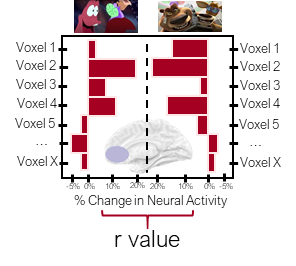 Voxel 1 Voxel 1
Voxel 2 Voxel 2
Voxel 3 Voxel 3
Voxel 4 Voxel 4
Voxel 5 Voxel 5
... ...
Voxel X Voxel X
-5% 0% 10% 20% 20% 10% 0% -5%
% Change in Neural Activity
r value